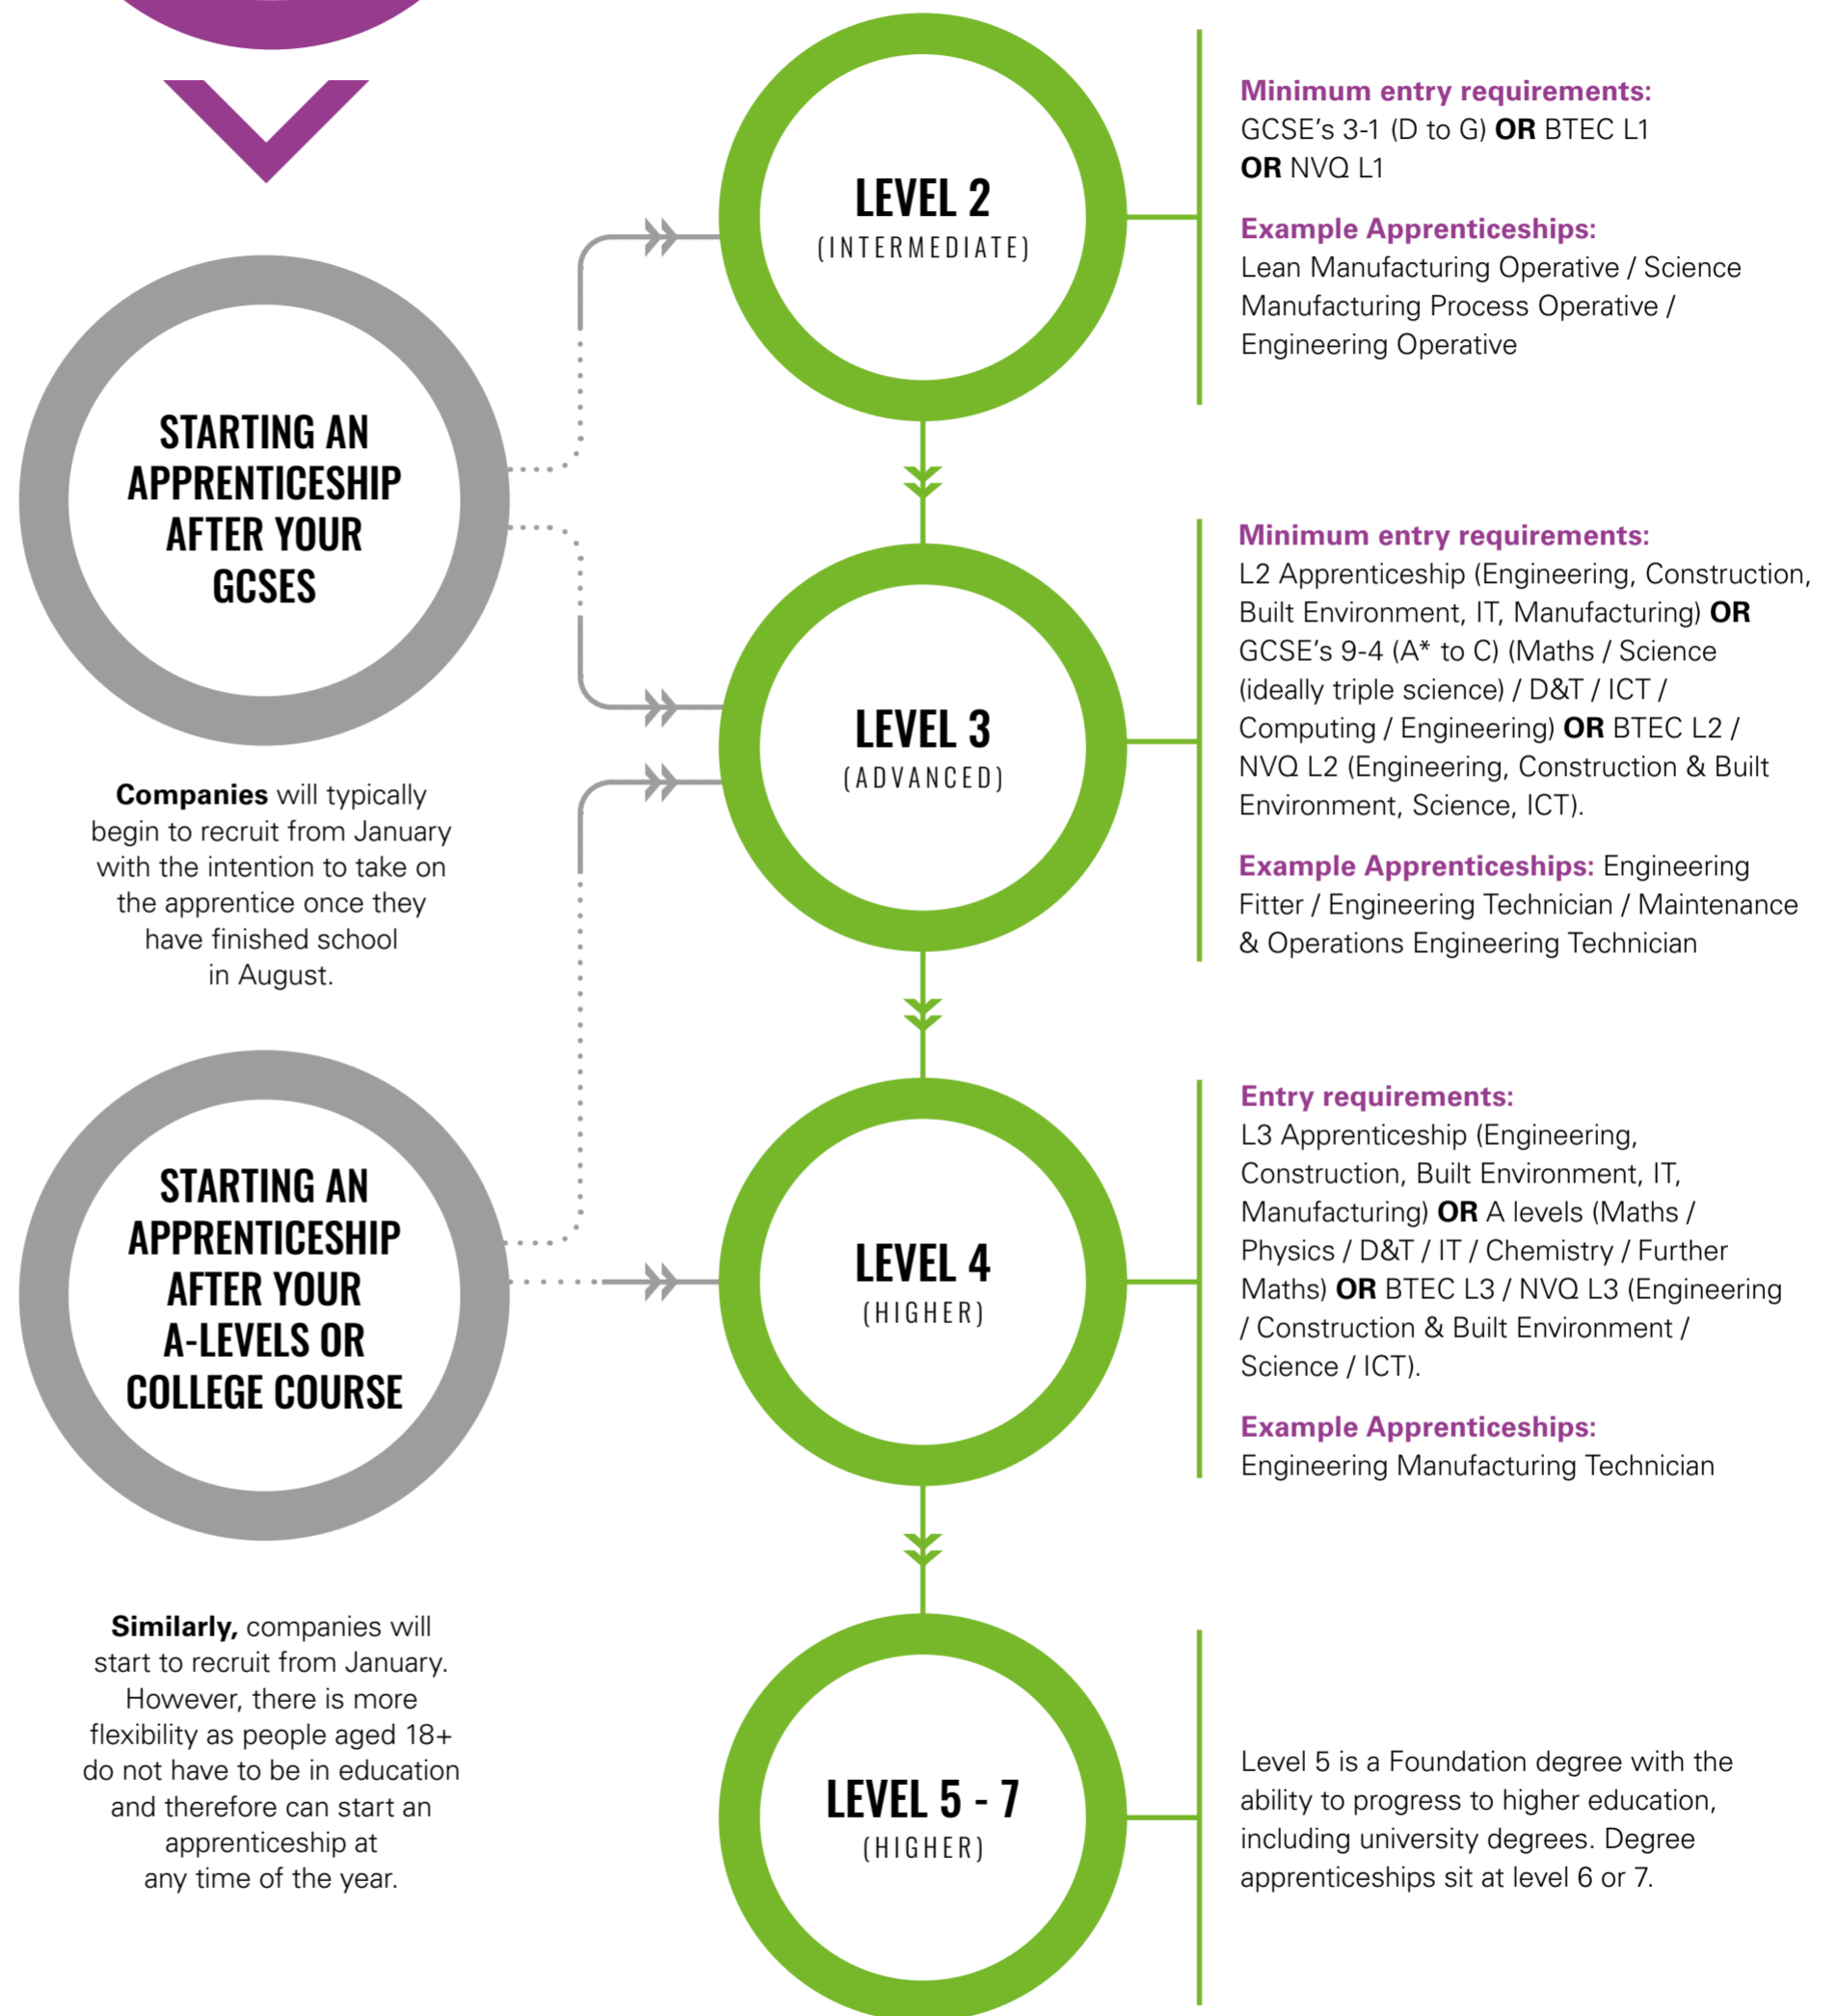 STARTING AN
APPRENTICESHIP
AFTER YOUR
GCSES
Companies will typically
begin to recruit from January
with the intention to take on
the apprentice once they
have finished school
in August.
STARTING AN
APPRENTICESHIP
AFTER YOUR
A-LEVELS OR
COLLEGE COURSE
Similarly, companies will
start to recruit from January.
However, there is more
flexibility as people aged 18+
do not have to be in education
and therefore can start an
apprenticeship at
any time of the year.
LEVEL 2
(INTERMEDIATE)
Minimum entry requirements:
GCSE's 3-1 (D to G) OR BTEC L1
OR NVQ L1
Example Apprenticeships:
Lean Manufacturing Operative / Science
Manufacturing Process Operative /
Engineering Operative
LEVEL 3
(ADVANCED)
Minimum entry requirements:
L2 Apprenticeship (Engineering, Construction,
Built Environment, IT, Manufacturing) OR
GCSE's 9-4 (A* to C) (Maths / Science
(ideally triple science) / D&T / ICT /
Computing / Engineering) OR BTEC L2 /
NVQ L2 (Engineering, Construction & Built
Environment, Science, ICT).
Example Apprenticeships: Engineering
Fitter / Engineering Technician / Maintenance
& Operations Engineering Technician
LEVEL 4
(HIGHER)
Entry requirements:
L3 Apprenticeship (Engineering,
Construction, Built Environment, IT,
Manufacturing) OR A levels (Maths /
Physics / D&T / IT / Chemistry / Further
Maths) OR BTEC L3 / NVQ L3 (Engineering
/ Construction & Built Environment /
Science / ICT).
Example Apprenticeships:
Engineering Manufacturing Technician
LEVEL 5 - 7
(HIGHER)
Level 5 is a Foundation degree with the
ability to progress to higher education,
including university degrees. Degree
apprenticeships sit at level 6 or 7.